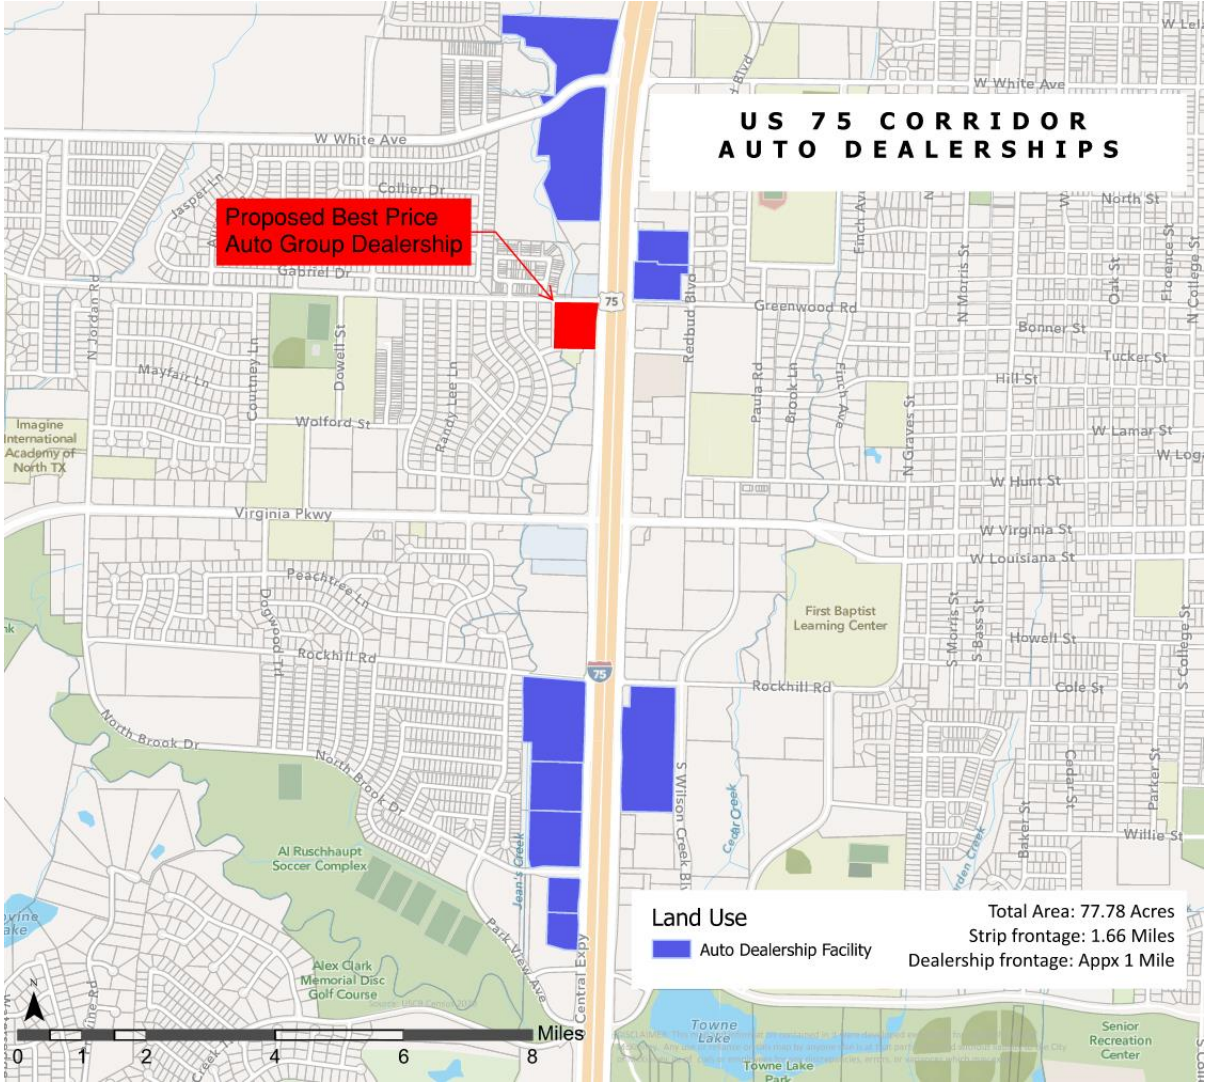 W Lela
W White Ave
US 75 CORRIDOR
AUTO DEALERSHIPS
d Blvd
W White Ave
Collier Dr
Jasper Ln
North St
Proposed Best Price
Auto Group Dealership
Gabriel Dr
Finch Ave
N Morris St
Oak St
Florence St
N College St
75
Redbud Blvd
Greenwood Rd
Bonner St
N Jordan Rd
Courtney Ln
Dowell St
Mayfair Ln
Randy Lee Ln
Tucker St
Hill St
Paula Rd
Brook Ln
Finch Ave
N Graves St
Wolford St
Imagine
International
Academy of
North TX
W Lamar St
W Loga
W Hunt St
Virginia Pkwy
W Virginia St
W Louisiana St
Peachtree Ln
Dogwood Trl
First Baptist
Learning Center
S Morris St
S Bass St
Howell St
S College St
Rockhill Rd
75
Rockhill Rd
Cole St
North Brook Dr
North Brook Dr
S Wilson Creek Bl
Cedar Creek
Jean's Creek
Cedar St
Parker St
Baker St
Willie St
Al Ruschhaupt
Soccer Complex
Park View Ave
Central Expy
Land Use
Auto Dealership Facility
Total Area: 77.78 Acres
Strip frontage: 1.66 Miles
Dealership frontage: Appx 1 Mile
Alex Clark
Memorial Disc
Golf Course
N
Miles
0 1 2 4 6 8
Towne
Lake
Towne Lake
Park
Senior
Recreation
Center